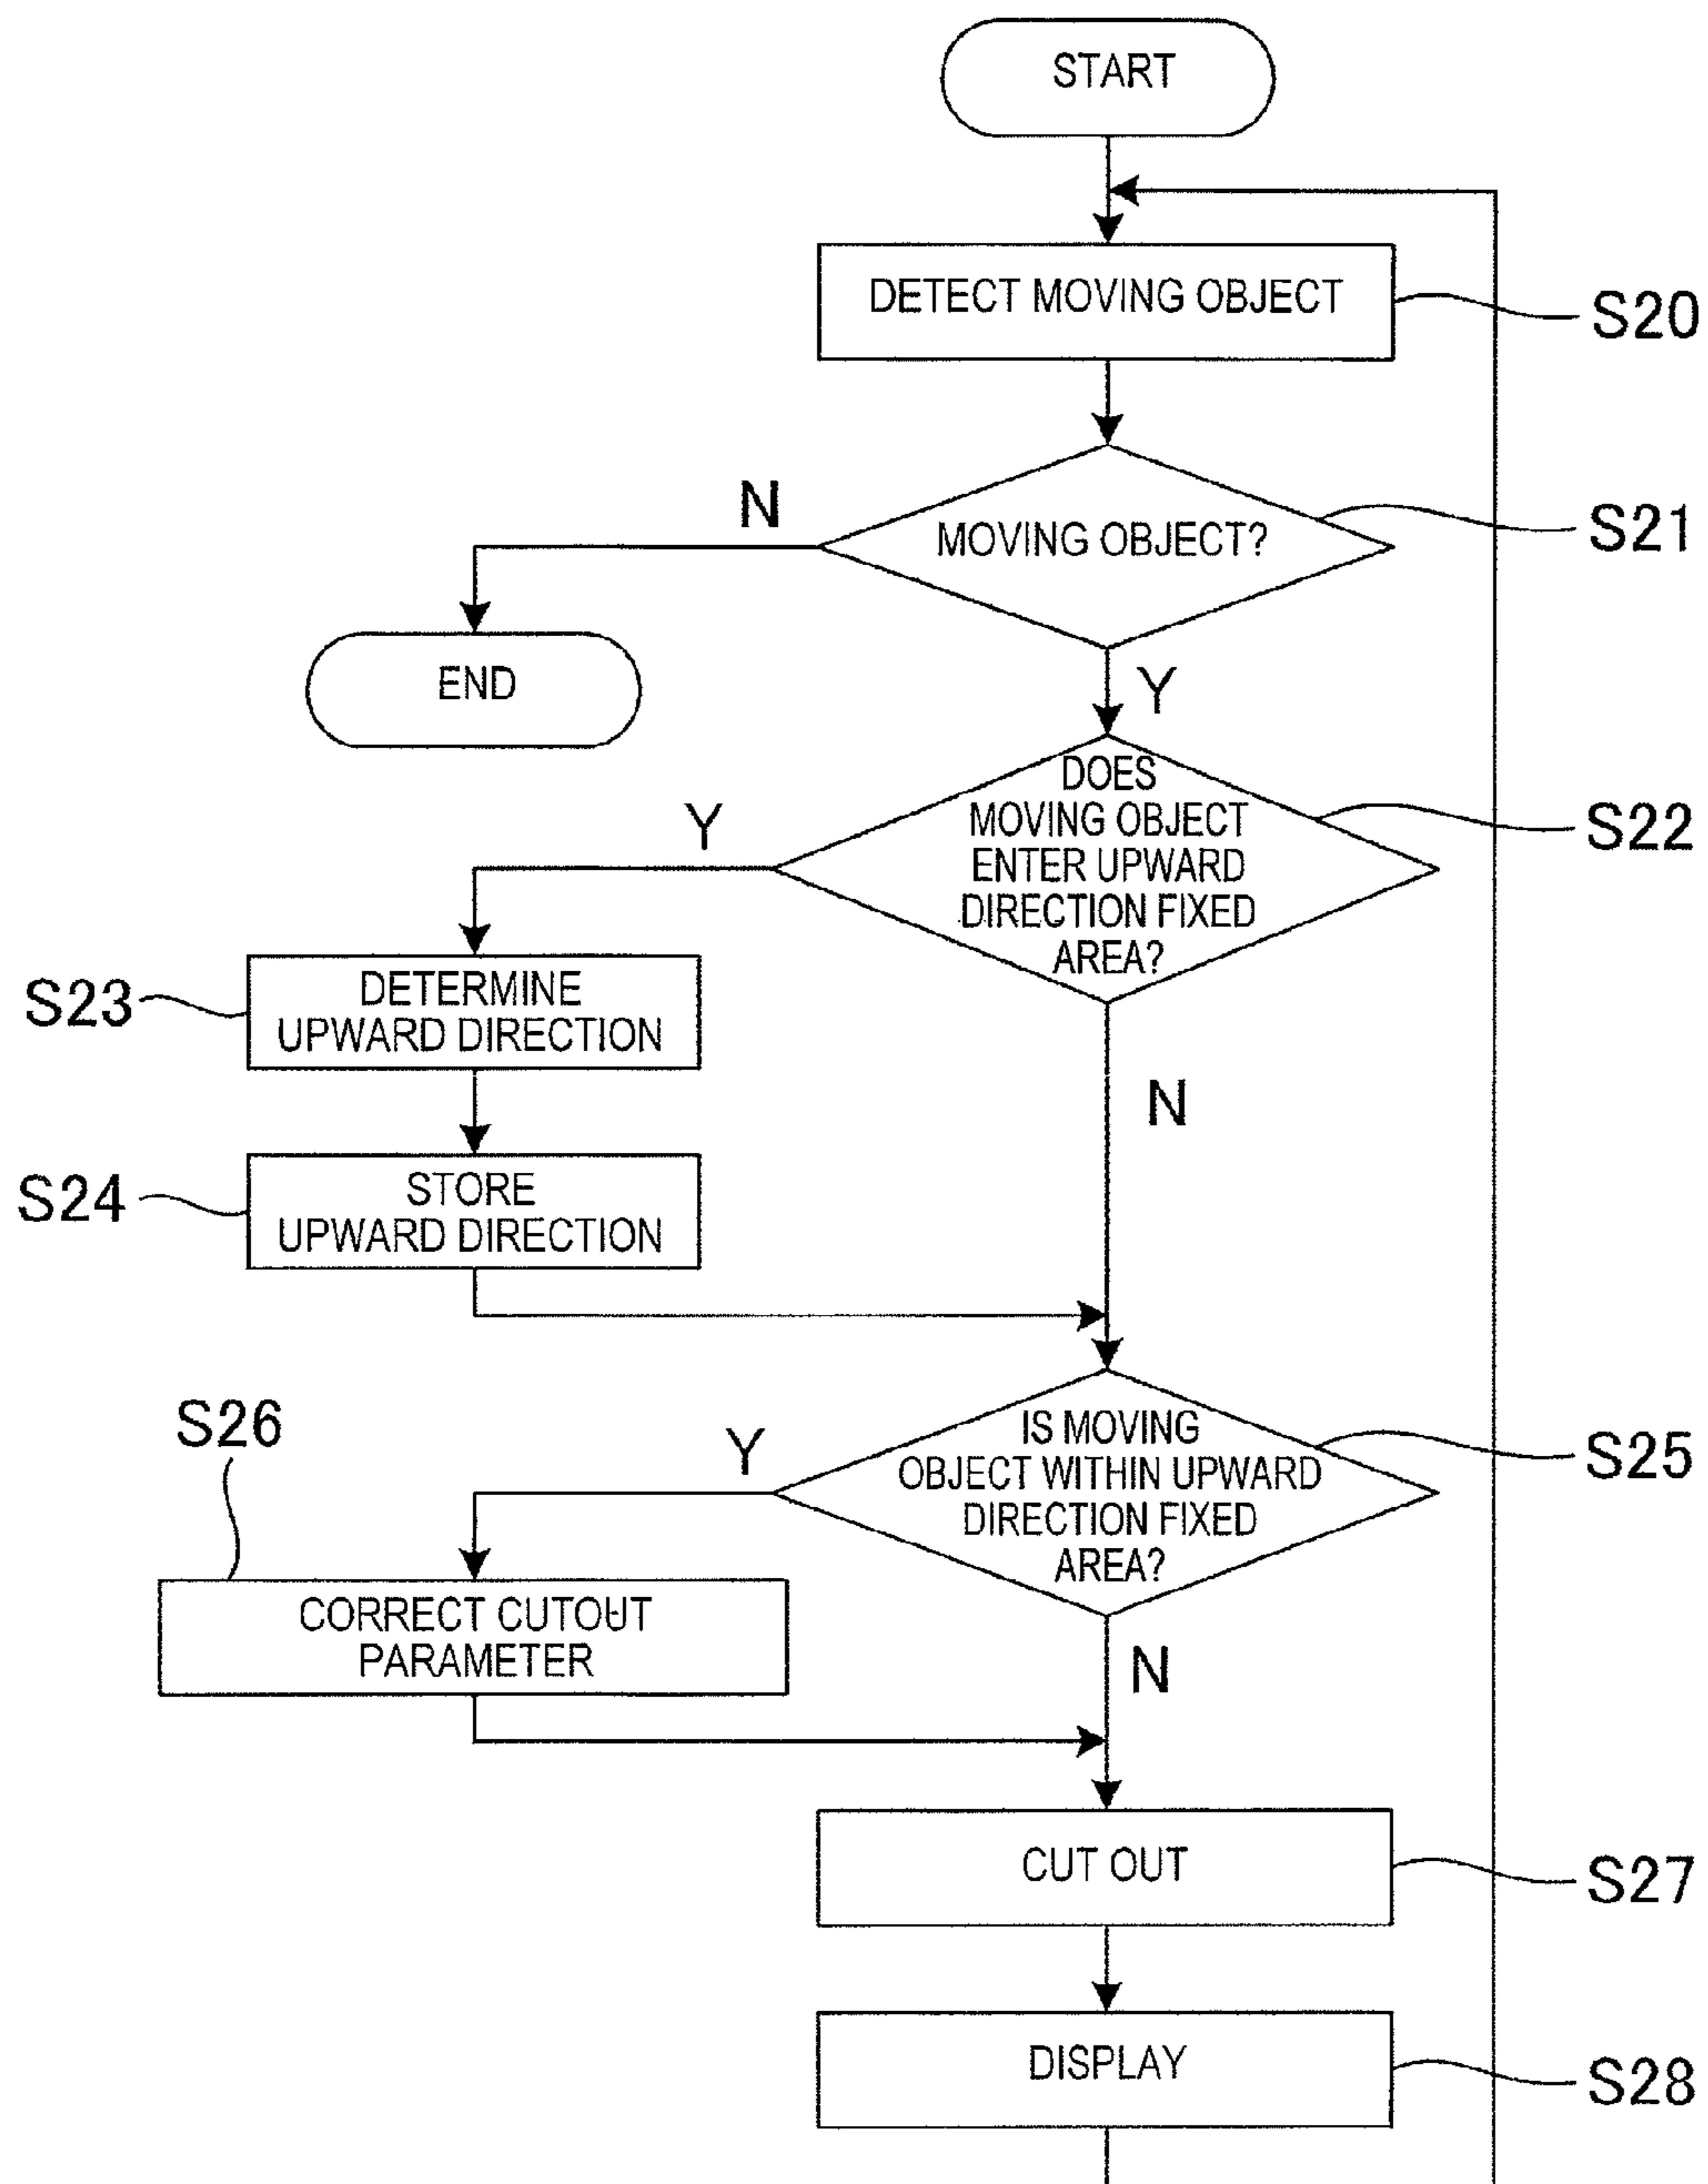 START
DETECT MOVING OBJECT
S20
N
MOVING OBJECT?
S21
END
Y
Y
DOES
MOVING OBJECT
ENTER UPWARD
DIRECTION FIXED
AREA?
S22
S23
DETERMINE
UPWARD DIRECTION
N
S24
STORE
UPWARD DIRECTION
S26
Y
IS MOVING
OBJECT WITHIN UPWARD
DIRECTION FIXED
AREA?
S25
CORRECT CUTOUT
PARAMETER
N
CUT OUT
S27
DISPLAY
S28